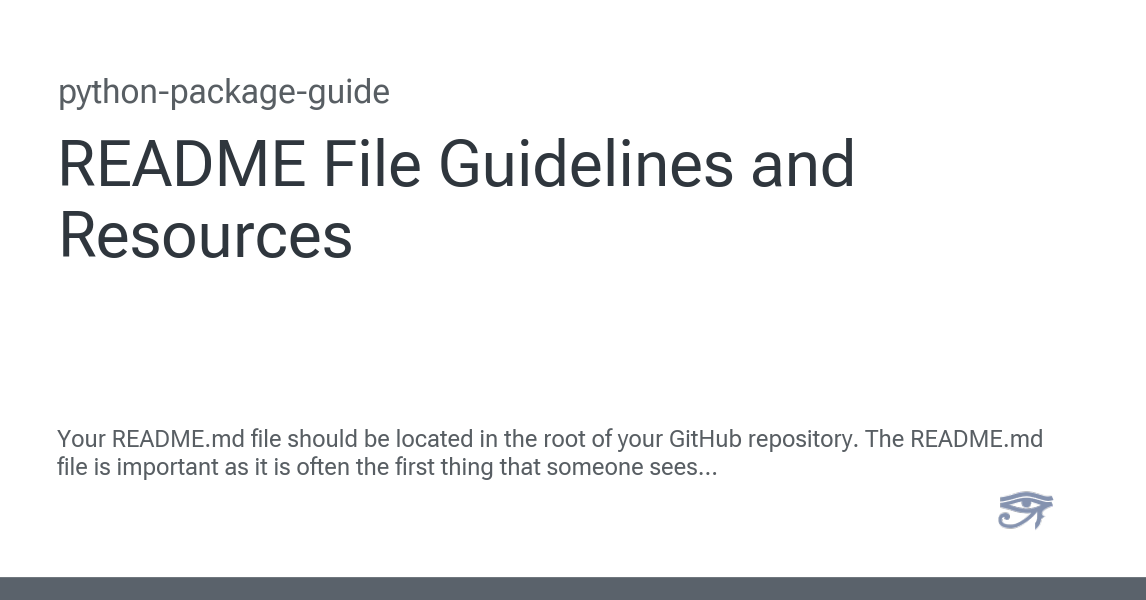 python-package-guide
README File Guidelines and
Resources
Your README.md file should be located in the root of your GitHub repository. The README.md
file is important as it is often the first thing that someone sees...